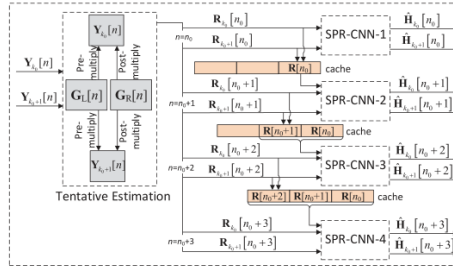 Y_{k_0}[n]
Y_{k_0}[n]
Y_{k_0+1}[n]
Pre-multiply
Post-multiply
G_L[n]
G_R[n]
Pre-multiply
Post-multiply
Y_{k_0+1}[n]
Tentative Estimation
n=n_0
R_{k_0}[n_0]
R_{k_0+1}[n_0]
SPR-CNN-1
Ĥ_{k_0}[n_0]
Ĥ_{k_0+1}[n_0]
R[n_0]
cache
n=n_0+1
R_{k_0}[n_0+1]
R_{k_0+1}[n_0+1]
SPR-CNN-2
Ĥ_{k_0}[n_0+1]
Ĥ_{k_0+1}[n_0+1]
R[n_0+1]
R[n_0]
cache
n=n_0+2
R_{k_0}[n_0+2]
R_{k_0+1}[n_0+2]
SPR-CNN-3
Ĥ_{k_0}[n_0+2]
Ĥ_{k_0+1}[n_0+2]
R[n_0+2]
R[n_0+1]
R[n_0]
cache
n=n_0+3
R_{k_0}[n_0+3]
R_{k_0+1}[n_0+3]
SPR-CNN-4
Ĥ_{k_0}[n_0+3]
Ĥ_{k_0+1}[n_0+3]